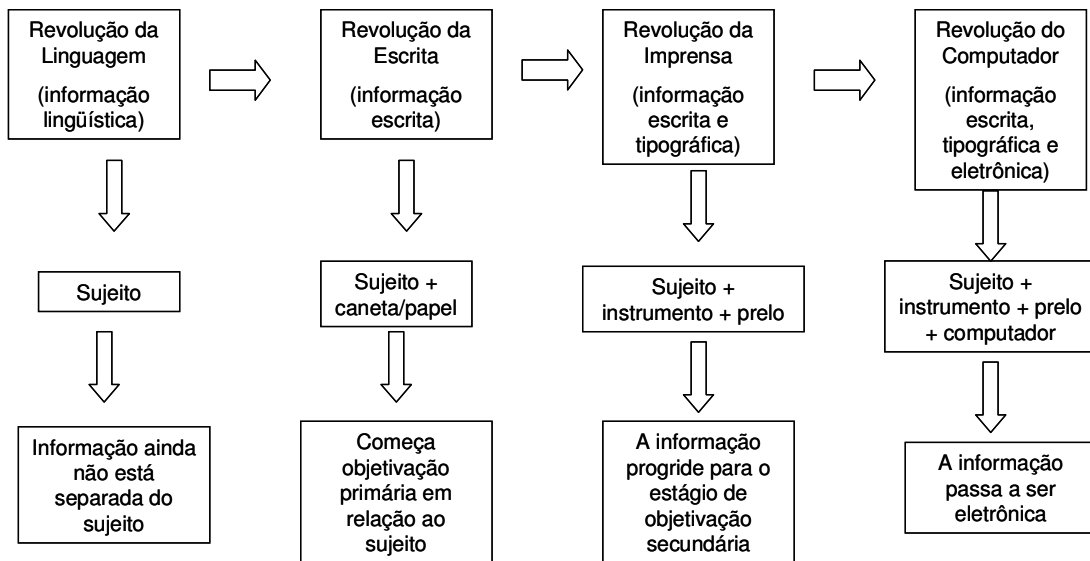 Revolução da
Linguagem
(informação
lingüística)
Revolução da
Escrita
(informação
escrita)
Revolução da
Imprensa
(informação
escrita e
tipográfica)
Revolução do
Computador
(informação
escrita,
tipográfica e
eletrônica)
Sujeito
Sujeito +
caneta/papel
Sujeito +
instrumento + prelo
Sujeito +
instrumento + prelo
+ computador
Informação ainda
não está
separada do
sujeito
Começa
objetivação
primária em
relação ao
sujeito
A informação
progride para o
estágio de
objetivação
secundária
A informação
passa a ser
eletrônica